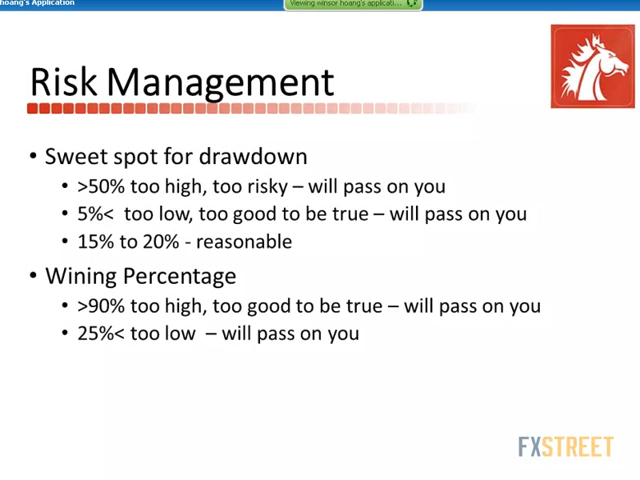 hoang's Application
Viewing winsor hoang's applicati...
Risk Management
• Sweet spot for drawdown
• >50% too high, too risky – will pass on you
• 5%< too low, too good to be true – will pass on you
• 15% to 20% - reasonable
• Wining Percentage
• >90% too high, too good to be true – will pass on you
• 25%< too low – will pass on you
FXSTREET